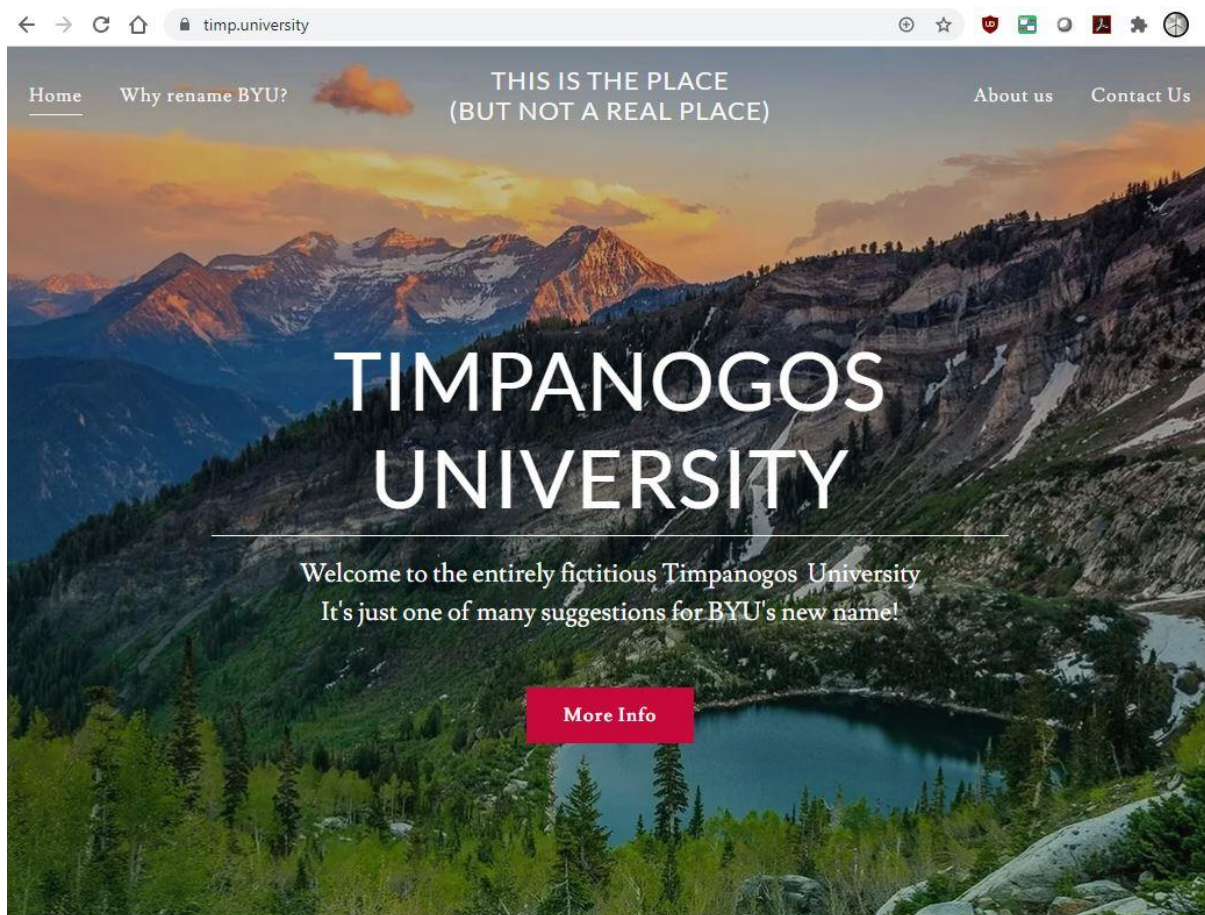 timp.university
Home Why rename BYU? THIS IS THE PLACE About us Contact Us
(BUT NOT A REAL PLACE)
TIMPANOGOS
UNIVERSITY
Welcome to the entirely fictitious Timpanogos University
It's just one of many suggestions for BYU's new name!
More Info